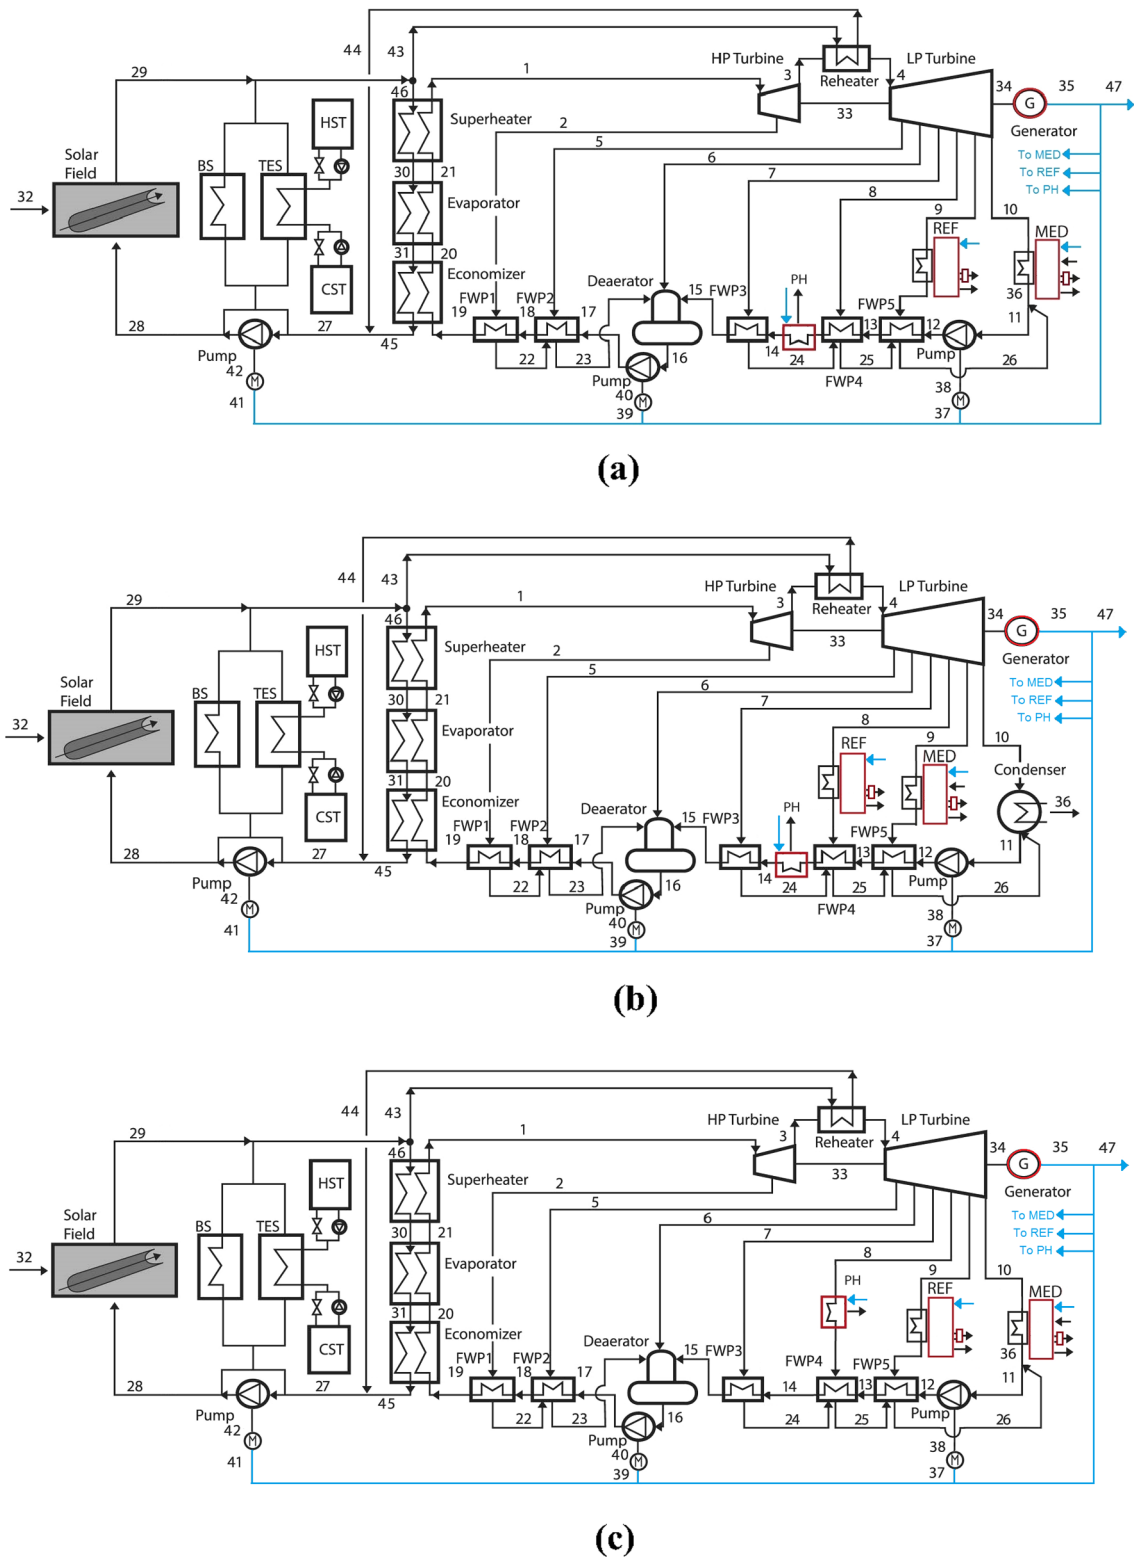 44
43
29
46
1
HP Turbine
3
Reheater
4
LP Turbine
34
35
47
G
Generator
33
2
5
6
7
8
9
10
HST
Superheater
Solar
Field
BS
TES
32
30
21
Evaporator
To MED
To REF
To PH
REF
MED
31
20
Economizer
CST
Deaerator
15
FWP3
PH
FWP5
36
11
FWP1
FWP2
19
18
17
13
12
28
27
45
Pump
42
M
41
22
23
16
Pump
40
M
39
14
24
25
FWP4
Pump
26
38
M
37
(a)
44
43
29
46
1
HP Turbine
3
Reheater
4
LP Turbine
34
35
47
G
Generator
33
2
5
6
7
8
9
10
HST
Superheater
Solar
Field
BS
TES
32
30
21
Evaporator
To MED
To REF
To PH
REF
MED
Condenser
36
31
20
Economizer
CST
Deaerator
15
FWP3
PH
FWP5
11
FWP1
FWP2
19
18
17
13
12
28
27
45
Pump
42
M
41
22
23
16
Pump
40
M
39
14
24
25
FWP4
Pump
26
38
M
37
(b)
44
43
29
46
1
HP Turbine
3
Reheater
4
LP Turbine
34
35
47
G
Generator
33
2
5
6
7
8
9
10
HST
Superheater
Solar
Field
BS
TES
32
30
21
Evaporator
To MED
To REF
To PH
PH
REF
MED
31
20
Economizer
CST
Deaerator
15
FWP3
FWP4
FWP5
36
11
FWP1
FWP2
19
18
17
14
13
12
28
27
45
Pump
42
M
41
22
23
16
Pump
40
M
39
24
25
Pump
26
38
M
37
(c)